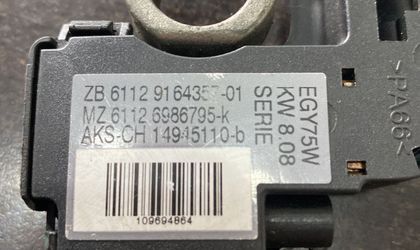 ZB 6112 9164357-01
MZ 6112 6986795-k
AKS-CH 14945110-b
SERIE
KW 8.08
EGY75W
109694864
>PA66<